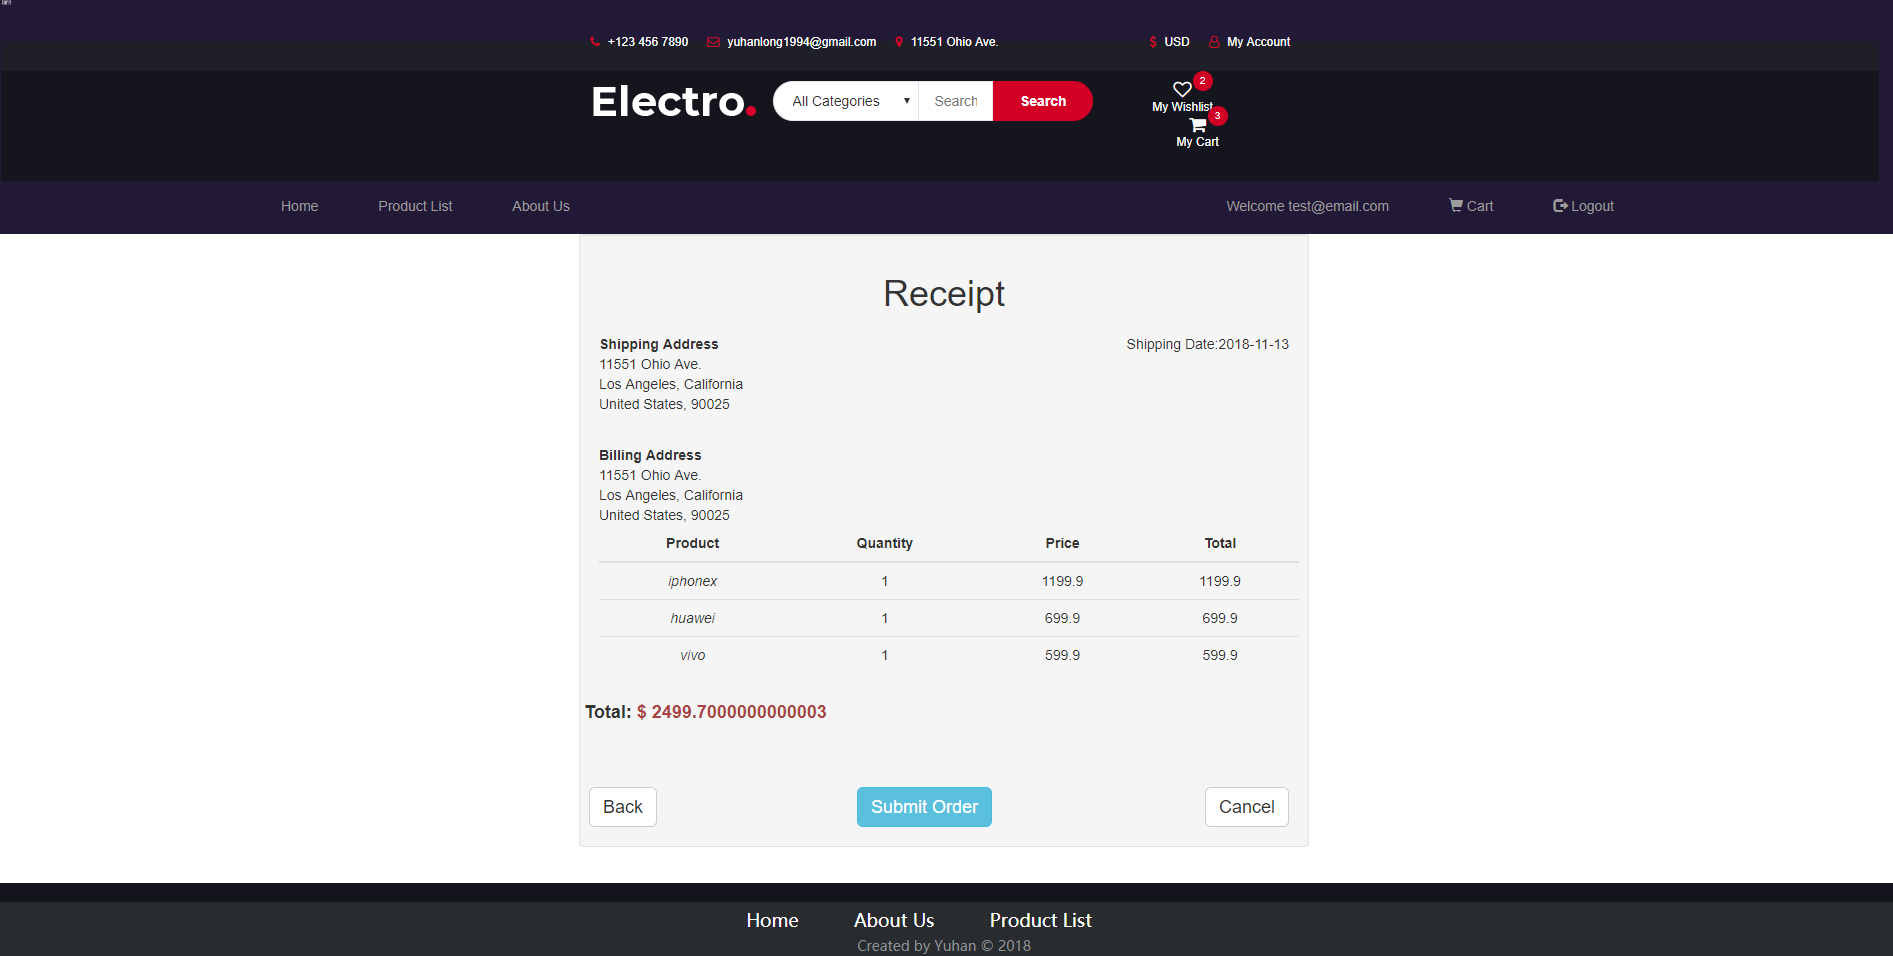 +123 456 7890 yuhanlong1994@gmail.com 11551 Ohio Ave. $ USD My Account
Electro. All Categories Search Search
2
My Wishlist
3
My Cart
Home Product List About Us Welcome test@email.com Cart Logout
Receipt
Shipping Address Shipping Date:2018-11-13
11551 Ohio Ave.
Los Angeles, California
United States, 90025
Billing Address
11551 Ohio Ave.
Los Angeles, California
United States, 90025
Product Quantity Price Total
iphonex 1 1199.9 1199.9
huawei 1 699.9 699.9
vivo 1 599.9 599.9
Total: $ 2499.7000000000003
Back Submit Order Cancel
Home About Us Product List
Created by Yuhan © 2018